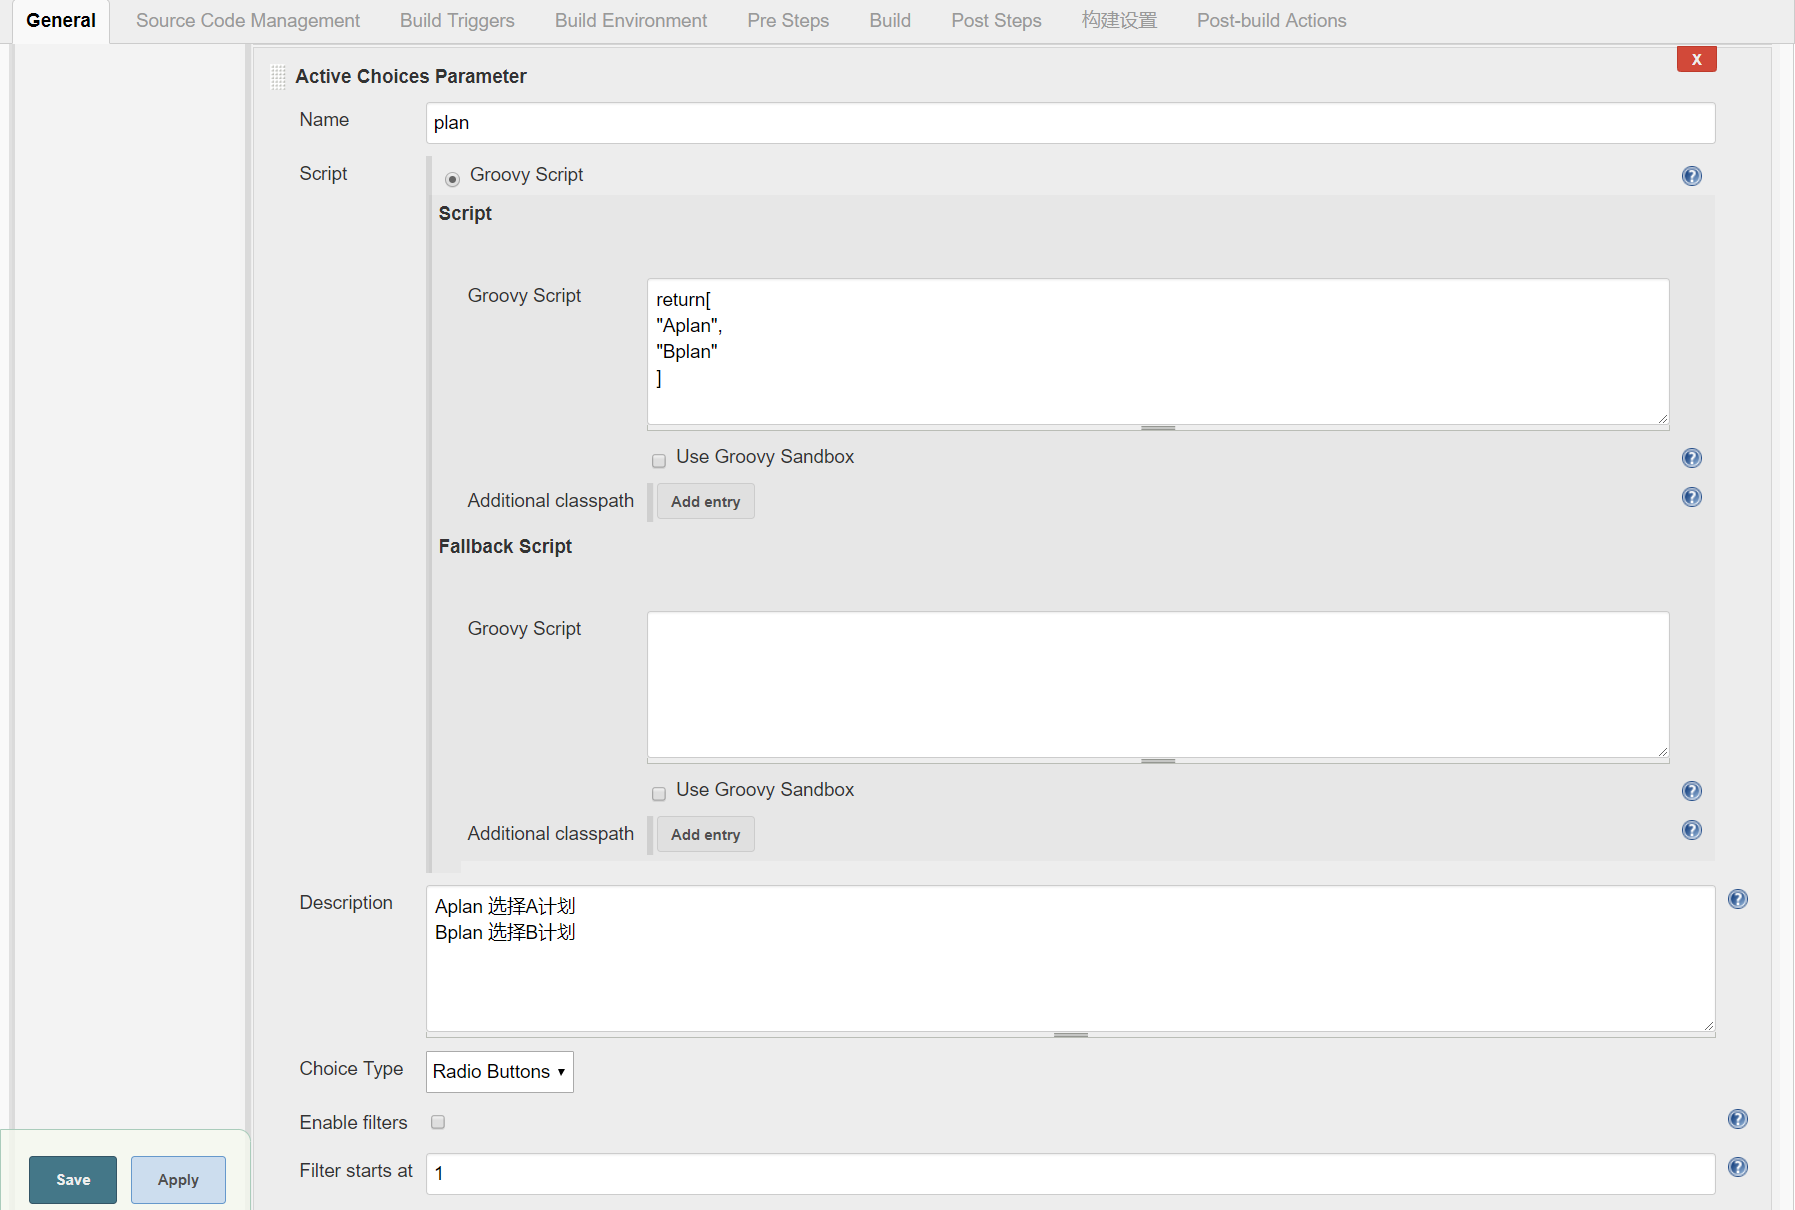 General Source Code Management Build Triggers Build Environment Pre Steps Build Post Steps 构建设置 Post-build Actions
X
Active Choices Parameter
Name plan
Script Groovy Script ?
Script
Groovy Script return[
"Aplan",
"Bplan"
]
Use Groovy Sandbox ?
Additional classpath Add entry ?
Fallback Script
Groovy Script
Use Groovy Sandbox ?
Additional classpath Add entry ?
Description Aplan 选择A计划 ?
Bplan 选择B计划
Choice Type Radio Buttons
Enable filters ?
Filter starts at 1 ?
Save Apply